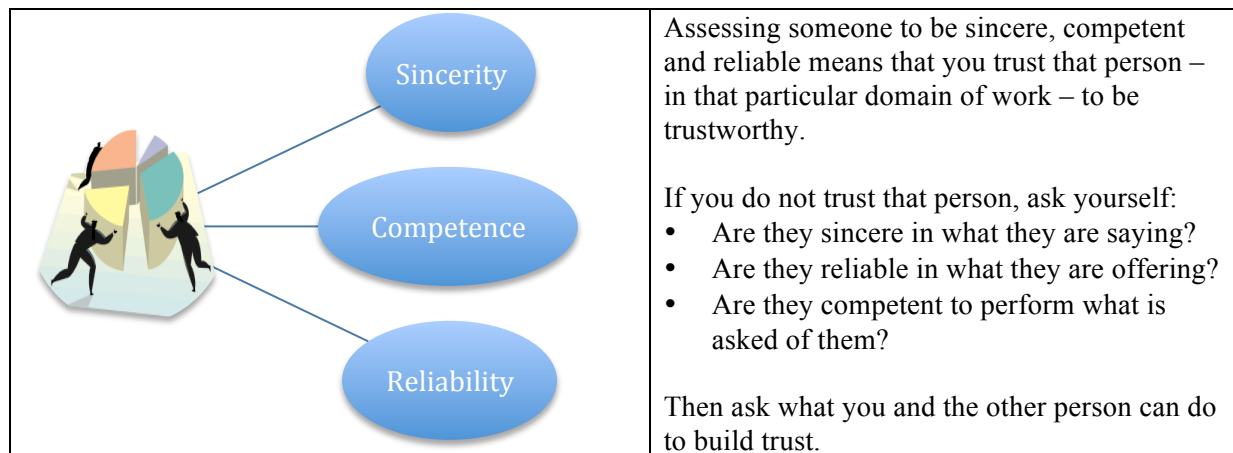 Sincerity
Competence
Reliability
Assessing someone to be sincere, competent
and reliable means that you trust that person –
in that particular domain of work – to be
trustworthy.
If you do not trust that person, ask yourself:
• Are they sincere in what they are saying?
• Are they reliable in what they are offering?
• Are they competent to perform what is
asked of them?
Then ask what you and the other person can do
to build trust.